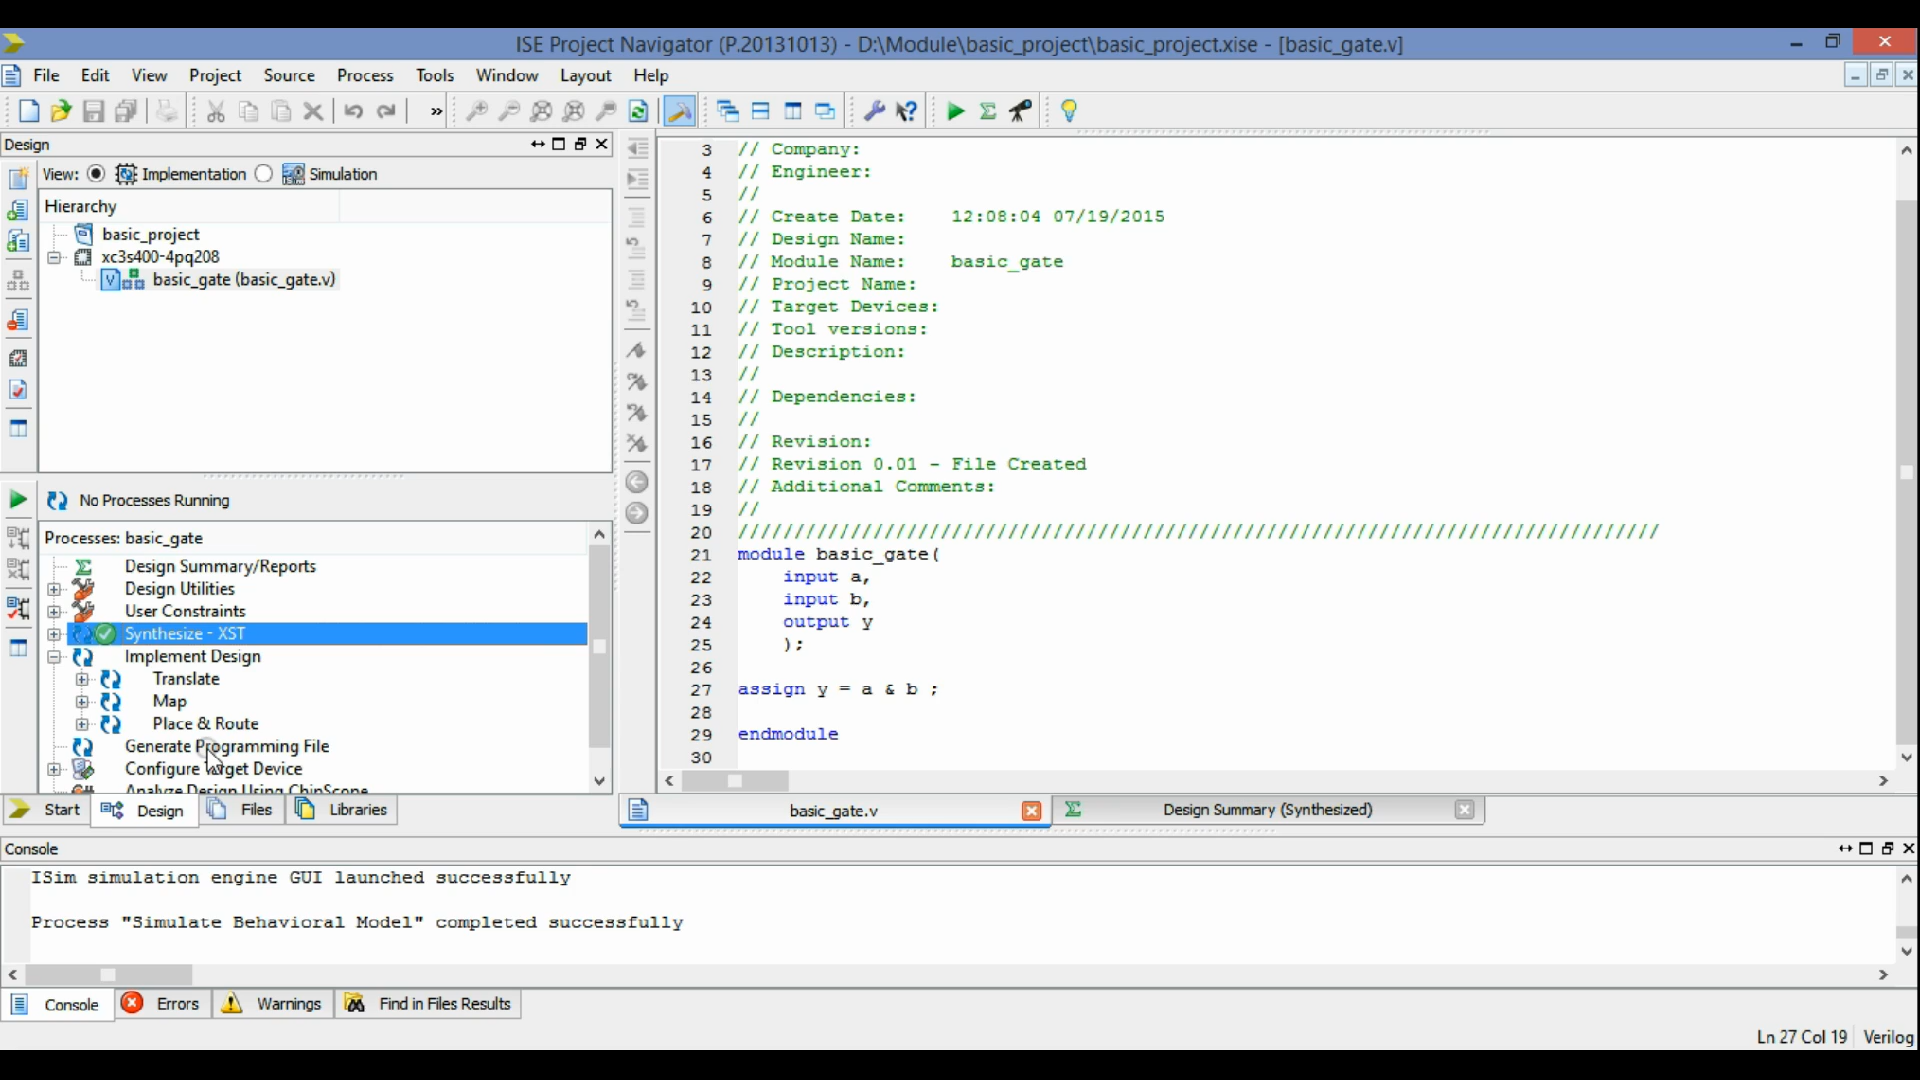 ISE Project Navigator (P.20131013) - D:\Module\basic_project\basic_project.xise - [basic_gate.v]
File Edit View Project Source Process Tools Window Layout Help
Design
View: Implementation Simulation
Hierarchy
basic_project
xc3s400-4pq208
basic_gate (basic_gate.v)
No Processes Running
Processes: basic_gate
Design Summary/Reports
Design Utilities
User Constraints
Synthesize - XST
Implement Design
Translate
Map
Place & Route
Generate Programming File
Configure Target Device
Analyze Design Using ChipScope
Start Design Files Libraries
3 // Company:
4 // Engineer:
5 //
6 // Create Date: 12:08:04 07/19/2015
7 // Design Name:
8 // Module Name: basic_gate
9 // Project Name:
10 // Target Devices:
11 // Tool versions:
12 // Description:
13 //
14 // Dependencies:
15 //
16 // Revision:
17 // Revision 0.01 - File Created
18 // Additional Comments:
19 //
20 //////////////////////////////////////////////////////////////////////////////////
21 module basic_gate(
22 input a,
23 input b,
24 output y
25 );
26
27 assign y = a & b ;
28
29 endmodule
30
basic_gate.v Design Summary (Synthesized)
Console
ISim simulation engine GUI launched successfully
Process "Simulate Behavioral Model" completed successfully
Console Errors Warnings Find in Files Results
Ln 27 Col 19 Verilog